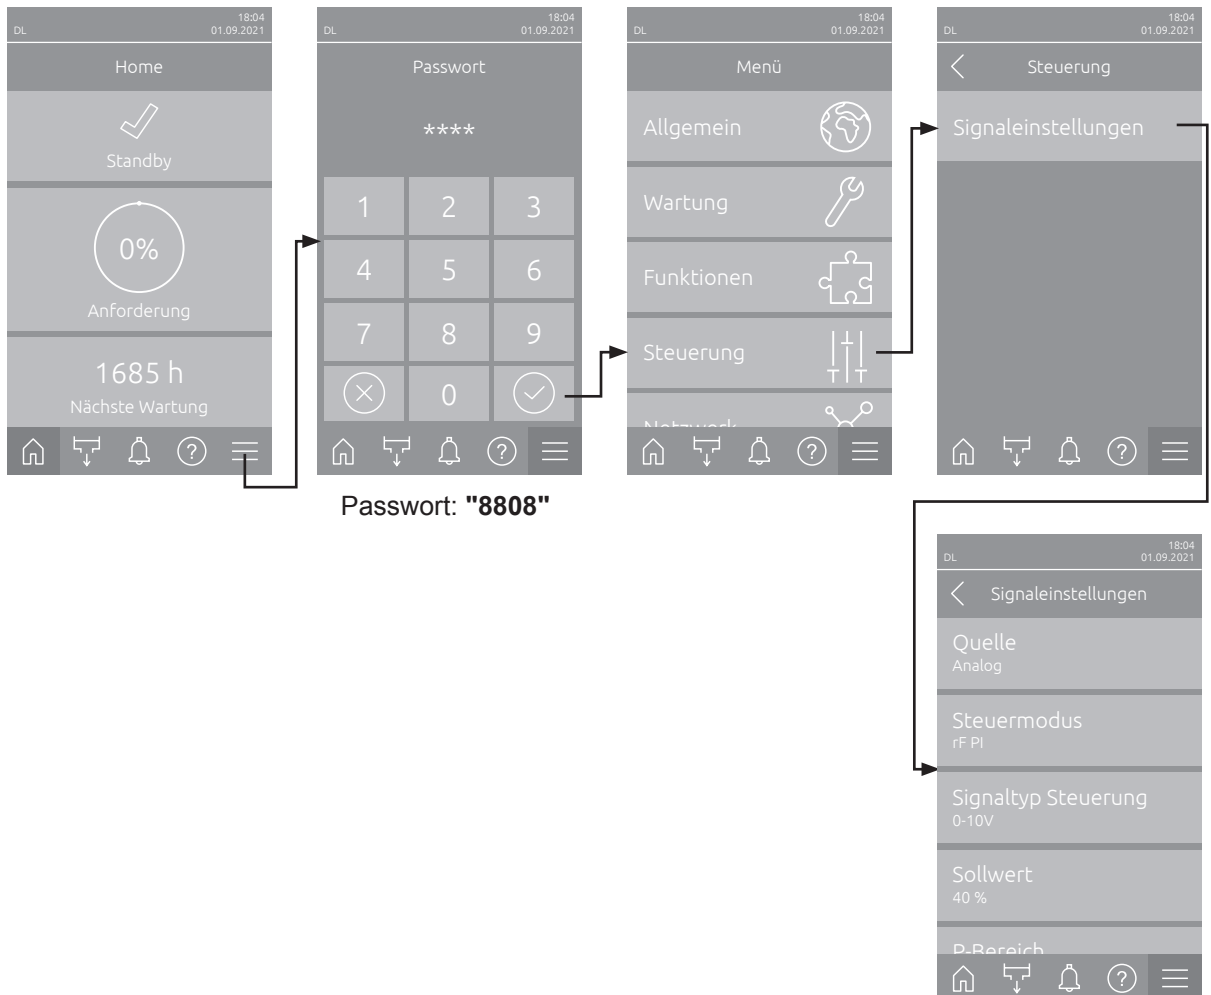 18:04
DL 01.09.2021
Home
Standby
0%
Anforderung
1685 h
Nächste Wartung
?
18:04
DL 01.09.2021
Passwort
****
1 2 3
4 5 6
7 8 9
0
?
Passwort: "8808"
18:04
DL 01.09.2021
Menü
Allgemein
Wartung
Funktionen
Steuerung
Netzwerk
?
18:04
DL 01.09.2021
Steuerung
Signaleinstellungen
?
18:04
DL 01.09.2021
Signaleinstellungen
Quelle
Analog
Steuermodus
rF PI
Signaltyp Steuerung
0-10V
Sollwert
40 %
P-Bereich
?